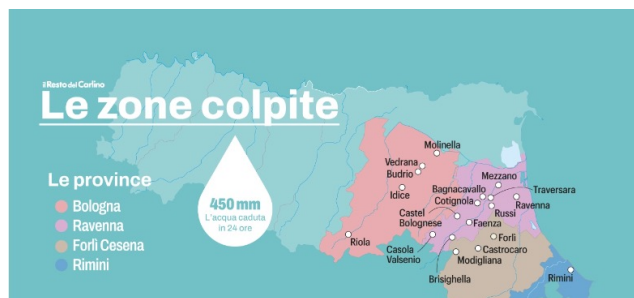 il Resto del Carlino
Le zone colpite
450 mm
L'acqua caduta
in 24 ore
Le province
Bologna
Ravenna
Forlì Cesena
Rimini
Molinella
Vedrana
Budrio
Idice
Mezzano
Bagnacavallo
Traversara
Cotignola
Ravenna
Castel
Bolognese
Russi
Faenza
Riola
Casola
Valsenio
Forlì
Castrocaro
Modigliana
Brisighella
Rimini